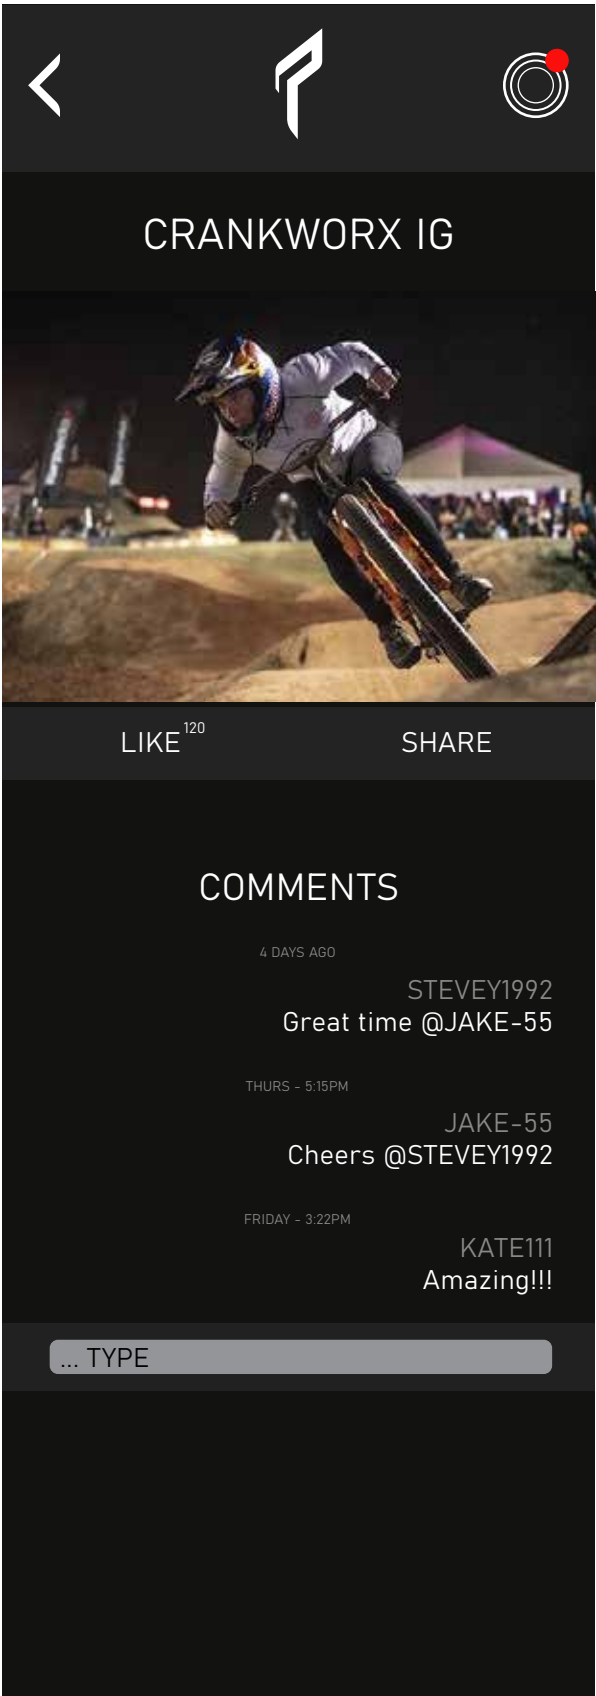 CRANKWORX IG
LIKE 120
SHARE
COMMENTS
4 DAYS AGO
STEVEY1992
Great time @JAKE-55
THURS - 5:15PM
JAKE-55
Cheers @STEVEY1992
FRIDAY - 3:22PM
KATE111
Amazing!!!
... TYPE